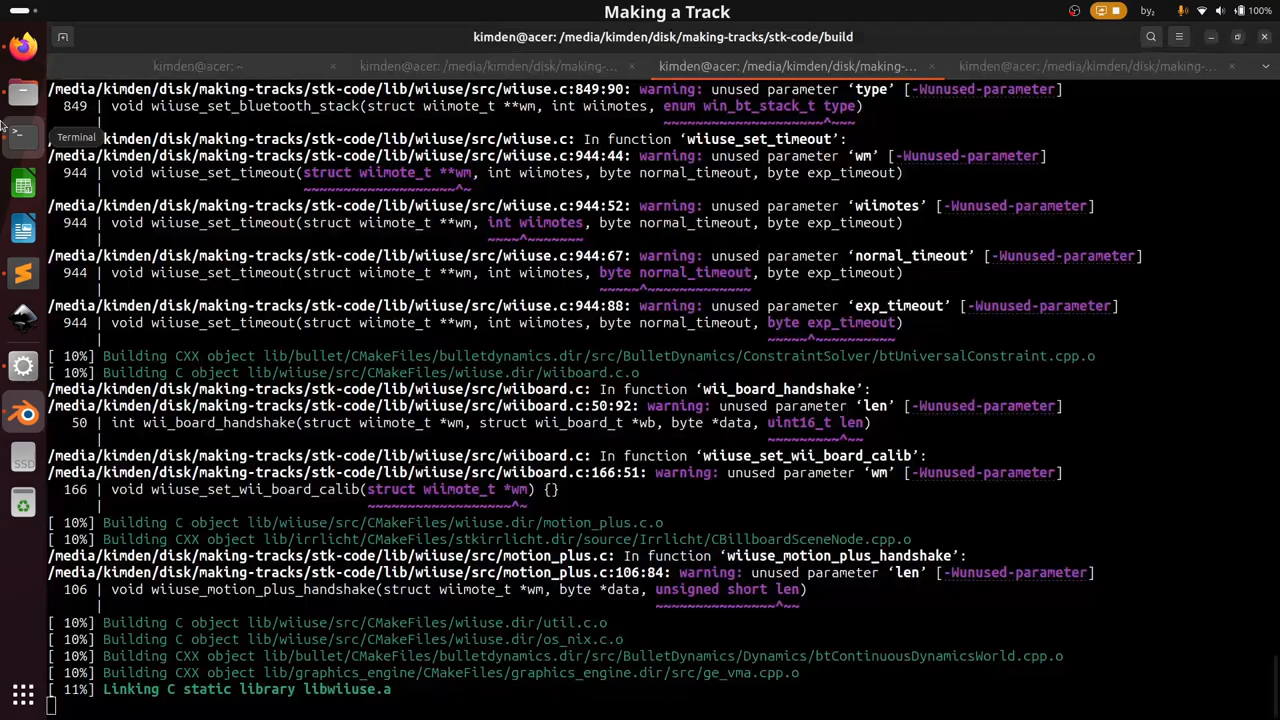 Making a Track
by₂
100%
kimden@acer: /media/kimden/disk/making-tracks/stk-code/build
kimden@acer: ~
kimden@acer: /media/kimden/disk/making-...
kimden@acer: /media/kimden/disk/making-...
kimden@acer: /media/kimden/disk/making-...
/media/kimden/disk/making-tracks/stk-code/lib/wiiuse/src/wiiuse.c:849:90: warning: unused parameter ‘type’ [-Wunused-parameter]
849 | void wiiuse_set_bluetooth_stack(struct wiimote_t **wm, int wiimotes, enum win_bt_stack_t type)
| ~~~~~~~~~~~~~~~~~~~~^~~~
Terminal
/media/kimden/disk/making-tracks/stk-code/lib/wiiuse/src/wiiuse.c: In function ‘wiiuse_set_timeout’:
/media/kimden/disk/making-tracks/stk-code/lib/wiiuse/src/wiiuse.c:944:44: warning: unused parameter ‘wm’ [-Wunused-parameter]
944 | void wiiuse_set_timeout(struct wiimote_t **wm, int wiimotes, byte normal_timeout, byte exp_timeout)
| ~~~~~~~~~~~~~~~~~~~^~
/media/kimden/disk/making-tracks/stk-code/lib/wiiuse/src/wiiuse.c:944:52: warning: unused parameter ‘wiimotes’ [-Wunused-parameter]
944 | void wiiuse_set_timeout(struct wiimote_t **wm, int wiimotes, byte normal_timeout, byte exp_timeout)
| ~~~~^~~~~~~~
/media/kimden/disk/making-tracks/stk-code/lib/wiiuse/src/wiiuse.c:944:67: warning: unused parameter ‘normal_timeout’ [-Wunused-parameter]
944 | void wiiuse_set_timeout(struct wiimote_t **wm, int wiimotes, byte normal_timeout, byte exp_timeout)
| ~~~~~^~~~~~~~~~~~~~
/media/kimden/disk/making-tracks/stk-code/lib/wiiuse/src/wiiuse.c:944:88: warning: unused parameter ‘exp_timeout’ [-Wunused-parameter]
944 | void wiiuse_set_timeout(struct wiimote_t **wm, int wiimotes, byte normal_timeout, byte exp_timeout)
| ~~~~~^~~~~~~~~~~
[ 10%] Building CXX object lib/bullet/CMakeFiles/bulletdynamics.dir/src/BulletDynamics/ConstraintSolver/btUniversalConstraint.cpp.o
[ 10%] Building C object lib/wiiuse/src/CMakeFiles/wiiuse.dir/wiiboard.c.o
/media/kimden/disk/making-tracks/stk-code/lib/wiiuse/src/wiiboard.c: In function ‘wii_board_handshake’:
/media/kimden/disk/making-tracks/stk-code/lib/wiiuse/src/wiiboard.c:50:92: warning: unused parameter ‘len’ [-Wunused-parameter]
50 | int wii_board_handshake(struct wiimote_t *wm, struct wii_board_t *wb, byte *data, uint16_t len)
| ~~~~~~~~~^~~
/media/kimden/disk/making-tracks/stk-code/lib/wiiuse/src/wiiboard.c: In function ‘wiiuse_set_wii_board_calib’:
/media/kimden/disk/making-tracks/stk-code/lib/wiiuse/src/wiiboard.c:166:51: warning: unused parameter ‘wm’ [-Wunused-parameter]
166 | void wiiuse_set_wii_board_calib(struct wiimote_t *wm) {}
| ~~~~~~~~~~~~~~~~~~^~
[ 10%] Building C object lib/wiiuse/src/CMakeFiles/wiiuse.dir/motion_plus.c.o
[ 10%] Building CXX object lib/irrlicht/CMakeFiles/stkirrlicht.dir/source/Irrlicht/CBillboardSceneNode.cpp.o
/media/kimden/disk/making-tracks/stk-code/lib/wiiuse/src/motion_plus.c: In function ‘wiiuse_motion_plus_handshake’:
/media/kimden/disk/making-tracks/stk-code/lib/wiiuse/src/motion_plus.c:106:84: warning: unused parameter ‘len’ [-Wunused-parameter]
106 | void wiiuse_motion_plus_handshake(struct wiimote_t *wm, byte *data, unsigned short len)
| ~~~~~~~~~~~~~~~^~~
[ 10%] Building C object lib/wiiuse/src/CMakeFiles/wiiuse.dir/util.c.o
[ 10%] Building C object lib/wiiuse/src/CMakeFiles/wiiuse.dir/os_nix.c.o
[ 10%] Building CXX object lib/bullet/CMakeFiles/bulletdynamics.dir/src/BulletDynamics/Dynamics/btContinuousDynamicsWorld.cpp.o
[ 10%] Building CXX object lib/graphics_engine/CMakeFiles/graphics_engine.dir/src/ge_vma.cpp.o
[ 11%] Linking C static library libwiiuse.a
SSD